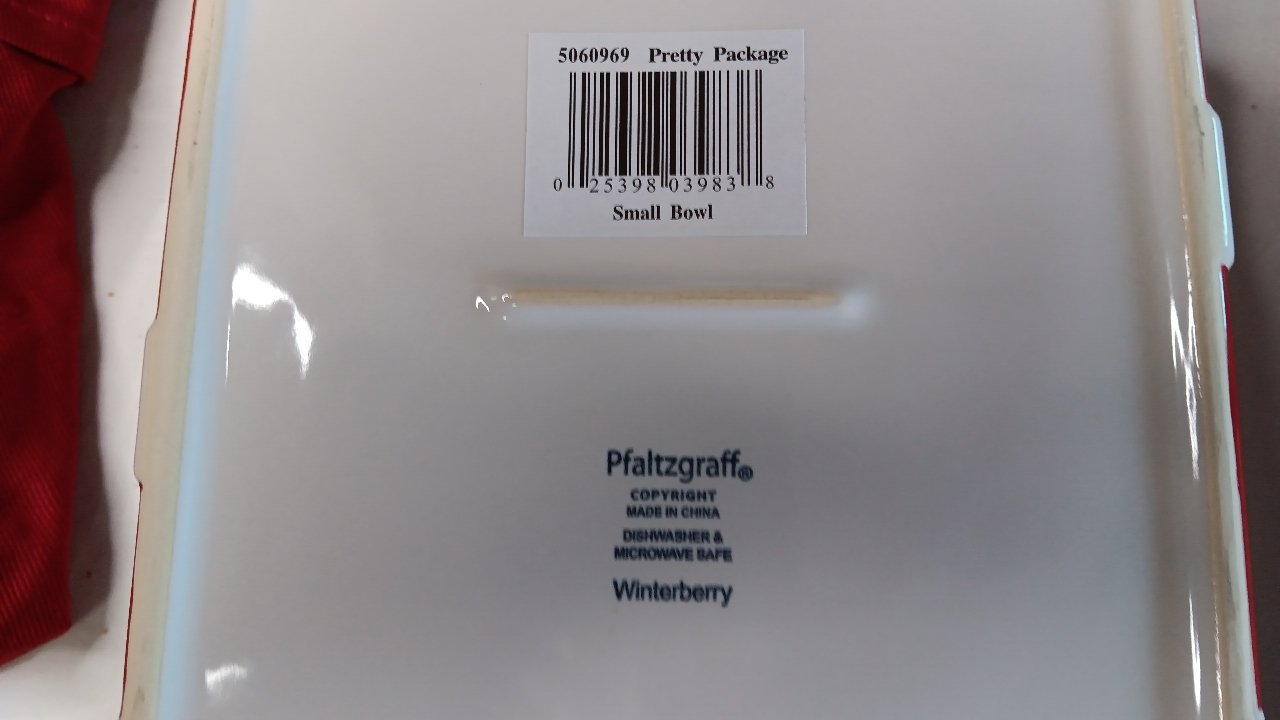 5060969 Pretty Package
0 25398 03983 8
Small Bowl
Pfaltzgraff®
COPYRIGHT
MADE IN CHINA
DISHWASHER &
MICROWAVE SAFE
Winterberry